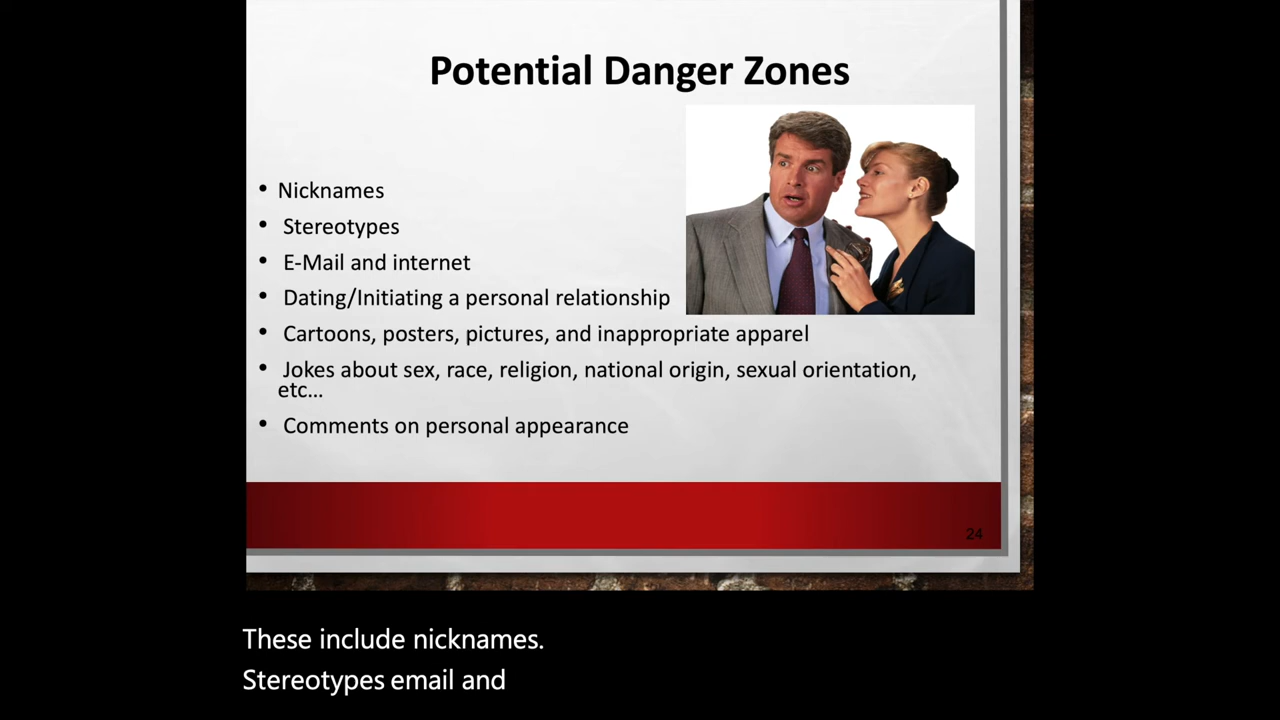 Potential Danger Zones
• Nicknames
• Stereotypes
• E-Mail and internet
• Dating/Initiating a personal relationship
• Cartoons, posters, pictures, and inappropriate apparel
• Jokes about sex, race, religion, national origin, sexual orientation,
etc...
• Comments on personal appearance
24
These include nicknames.
Stereotypes email and